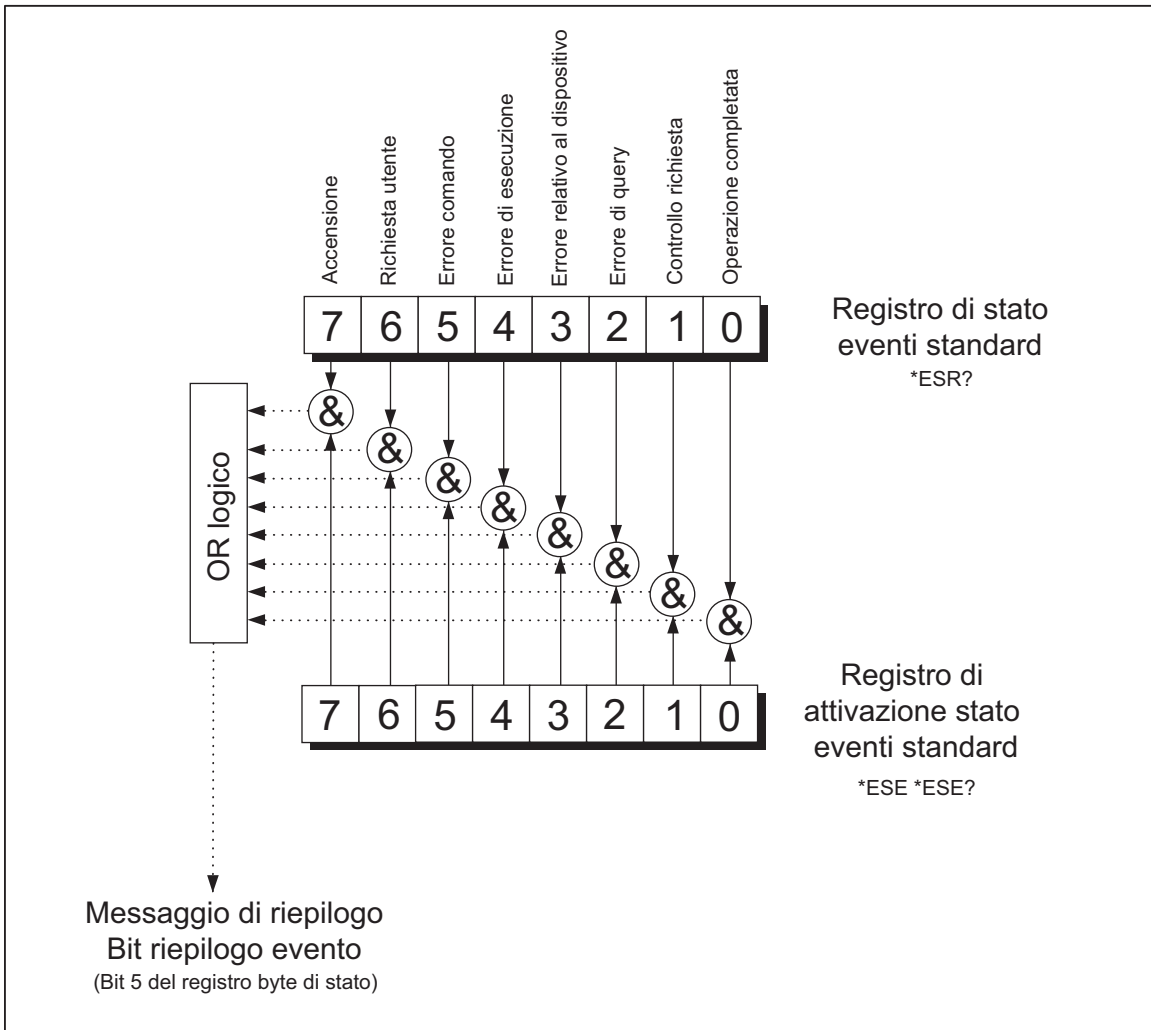 Accensione
Richiesta utente
Errore comando
Errore di esecuzione
Errore relativo al dispositivo
Errore di query
Controllo richiesta
Operazione completata
7 6 5 4 3 2 1 0
Registro di stato
eventi standard
*ESR?
&
&
&
&
&
&
&
&
OR logico
7 6 5 4 3 2 1 0
Registro di
attivazione stato
eventi standard
*ESE *ESE?
Messaggio di riepilogo
Bit riepilogo evento
(Bit 5 del registro byte di stato)